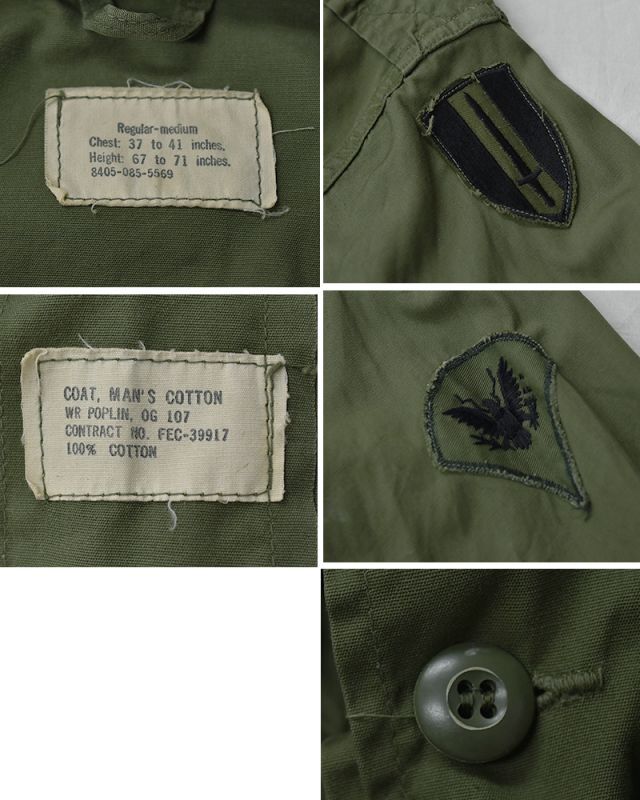 Regular-medium
Chest: 37 to 41 inches.
Height: 67 to 71 inches.
8405-085-5569
COAT, MAN'S COTTON
WR POPLIN, OG 107
CONTRACT NO. FEC-39917
100% COTTON